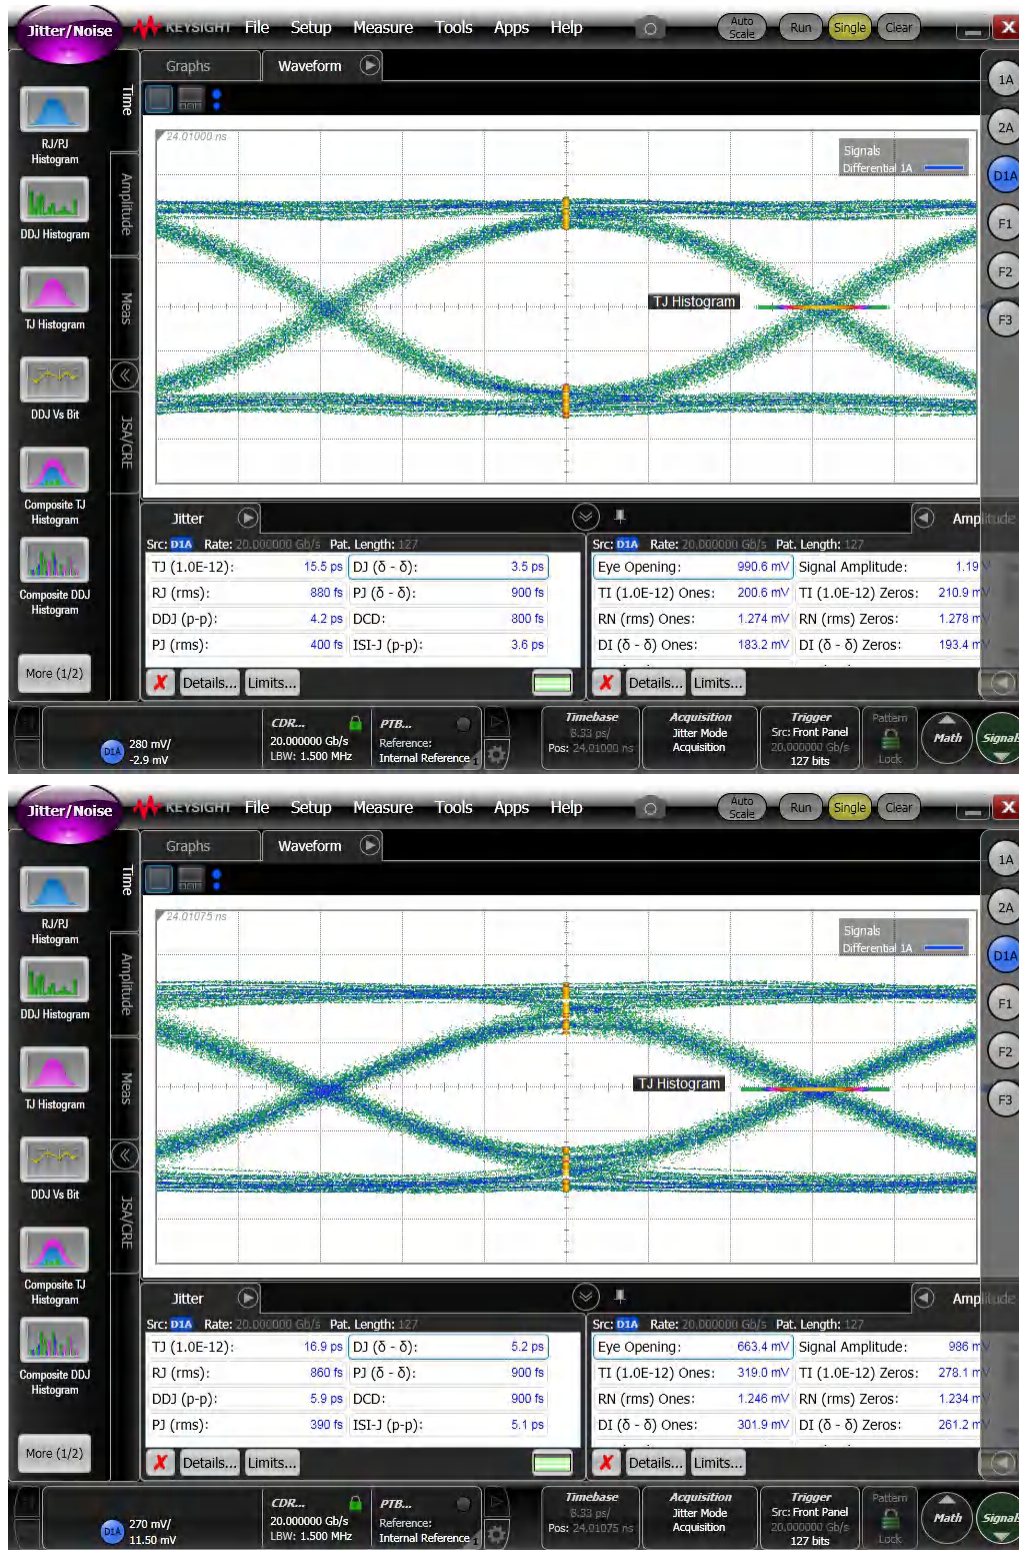 Jitter/Noise KEYSIGHT File Setup Measure Tools Apps Help Auto Scale Run Single Clear
Graphs Waveform
Time
Amplitude
Meas
JSA/CRE
RJ/PJ
Histogram
DDJ Histogram
TJ Histogram
DDJ Vs Bit
Composite TJ
Histogram
Composite DDJ
Histogram
More (1/2)
24.01000 ns
Signals
Differential 1A
TJ Histogram
1A
2A
D1A
F1
F2
F3
Jitter
Src: D1A Rate: 20.000000 Gb/s Pat. Length: 127
TJ (1.0E-12): 15.5 ps DJ (δ - δ): 3.5 ps
RJ (rms): 880 fs PJ (δ - δ): 900 fs
DDJ (p-p): 4.2 ps DCD: 800 fs
PJ (rms): 400 fs ISI-J (p-p): 3.6 ps
Details... Limits...
Amplitude
Src: D1A Rate: 20.000000 Gb/s Pat. Length: 127
Eye Opening: 990.6 mV Signal Amplitude: 1.19 V
TI (1.0E-12) Ones: 200.6 mV TI (1.0E-12) Zeros: 210.9 mV
RN (rms) Ones: 1.274 mV RN (rms) Zeros: 1.278 m
DI (δ - δ) Ones: 183.2 mV DI (δ - δ) Zeros: 193.4 m
Details... Limits...
D1A 280 mV/
-2.9 mV
CDR...
20.000000 Gb/s
LBW: 1.500 MHz
PTB...
Reference:
Internal Reference
Timebase
8.33 ps/
Pos: 24.01000 ns
Acquisition
Jitter Mode
Acquisition
Trigger
Src: Front Panel
20.000000 Gb/s
127 bits
Pattern
Lock
Math
Signals
Jitter/Noise KEYSIGHT File Setup Measure Tools Apps Help Auto Scale Run Single Clear
Graphs Waveform
Time
Amplitude
Meas
JSA/CRE
RJ/PJ
Histogram
DDJ Histogram
TJ Histogram
DDJ Vs Bit
Composite TJ
Histogram
Composite DDJ
Histogram
More (1/2)
24.01075 ns
Signals
Differential 1A
TJ Histogram
1A
2A
D1A
F1
F2
F3
Jitter
Src: D1A Rate: 20.000000 Gb/s Pat. Length: 127
TJ (1.0E-12): 16.9 ps DJ (δ - δ): 5.2 ps
RJ (rms): 860 fs PJ (δ - δ): 900 fs
DDJ (p-p): 5.9 ps DCD: 900 fs
PJ (rms): 390 fs ISI-J (p-p): 5.1 ps
Details... Limits...
Amplitude
Src: D1A Rate: 20.000000 Gb/s Pat. Length: 127
Eye Opening: 663.4 mV Signal Amplitude: 986 m
TI (1.0E-12) Ones: 319.0 mV TI (1.0E-12) Zeros: 278.1 m
RN (rms) Ones: 1.246 mV RN (rms) Zeros: 1.234 m
DI (δ - δ) Ones: 301.9 mV DI (δ - δ) Zeros: 261.2 m
Details... Limits...
D1A 270 mV/
11.50 mV
CDR...
20.000000 Gb/s
LBW: 1.500 MHz
PTB...
Reference:
Internal Reference
Timebase
8.33 ps/
Pos: 24.01075 ns
Acquisition
Jitter Mode
Acquisition
Trigger
Src: Front Panel
20.000000 Gb/s
127 bits
Pattern
Lock
Math
Signals